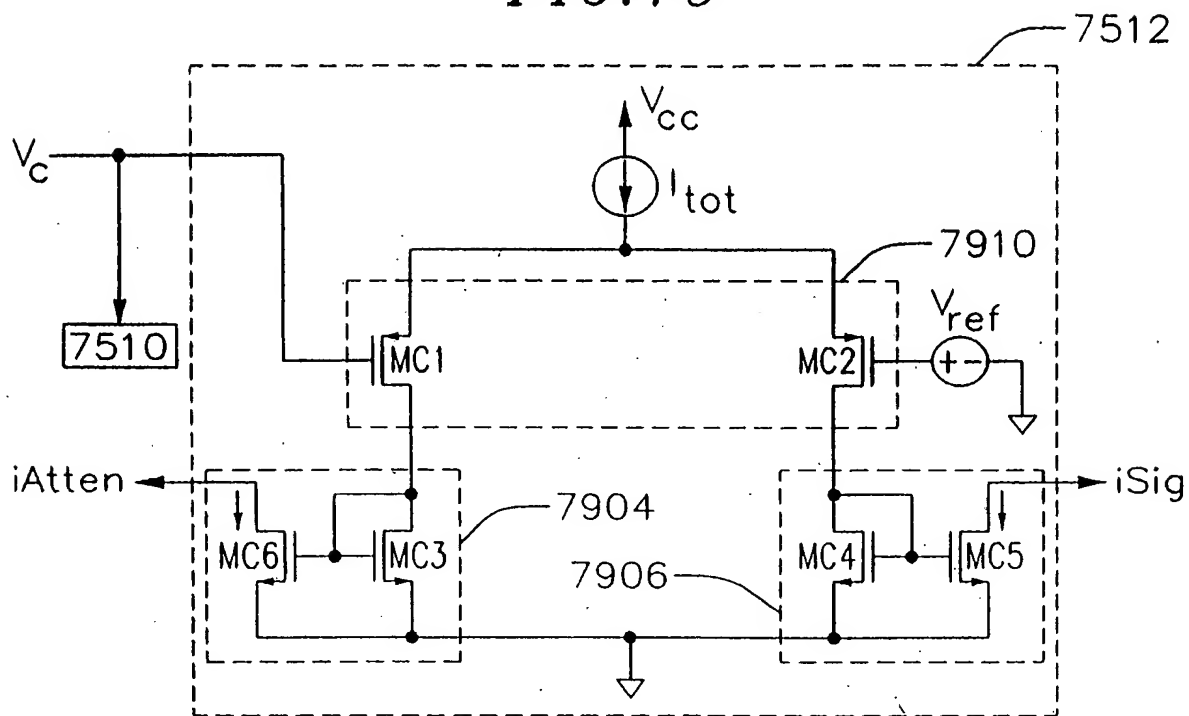 7512
Vcc
Vc
Itot
7910
Vref
7510
MC1
MC2
iAtten
iSig
7904
MC6
MC3
7906
MC4
MC5